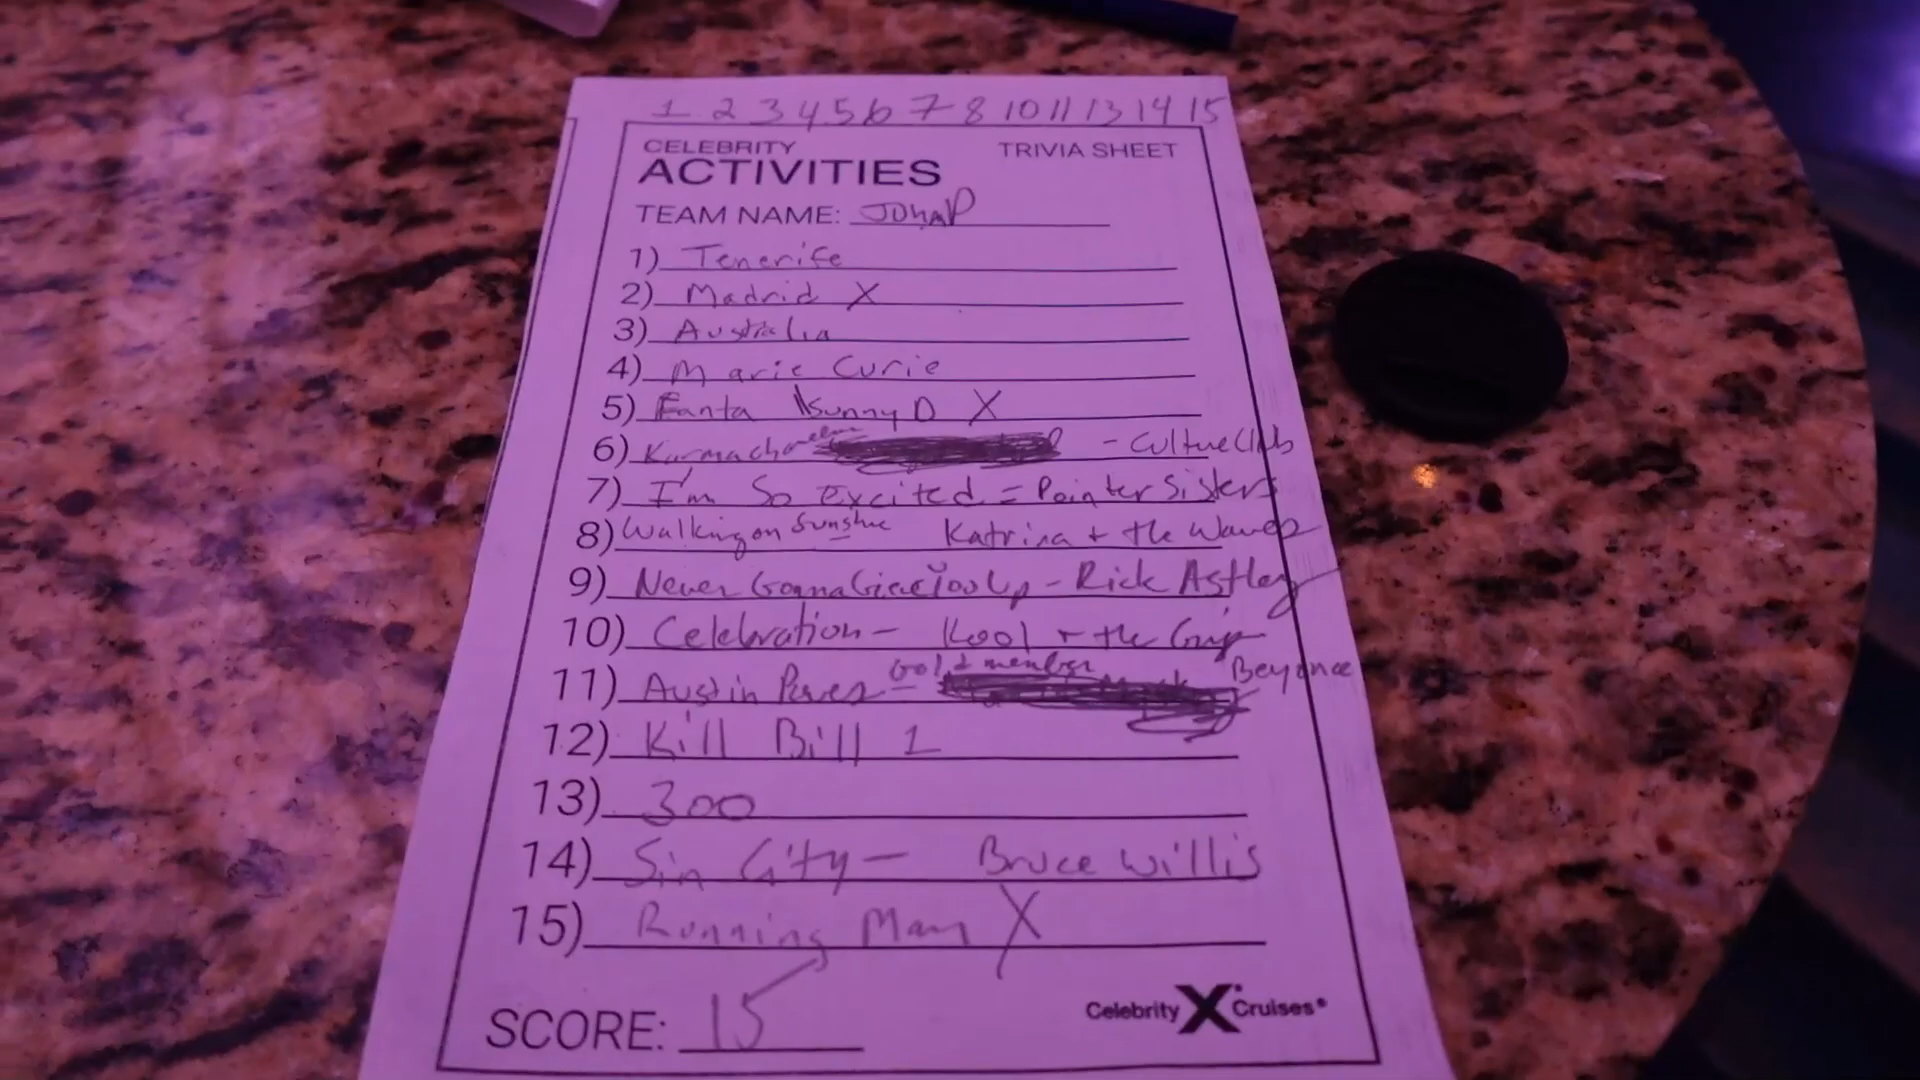 1 2 3 4 5 6 7 8 10 11 13 14 15
CELEBRITY TRIVIA SHEET
ACTIVITIES
TEAM NAME: JDHAP
1) Tenerife
2) Madrid X
3) Australia
4) Marie Curie
5) Fanta \ Sunny D X
6) Karmachameleon - Culture Club
7) I'm So excited = Pointer Sisters
8) Walking on Sunshine Katrina + the Waves
9) Never Gonna Give You Up - Rick Astley
10) Celebration - Kool + the Gang
11) Austin Powers - Goldmember Beyonce
12) Kill Bill 1
13) 300
14) Sin City - Bruce Willis
15) Running Man X
SCORE: 15
Celebrity X Cruises®